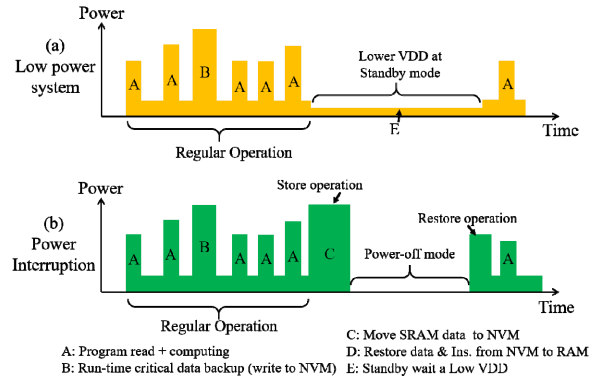 Power
(a)
Low power
system
A
A
B
A
A
A
Lower VDD at
Standby mode
E
A
Time
Regular Operation
Power
(b)
Power
Interruption
A
A
B
A
A
A
Store operation
C
Power-off mode
Restore operation
A
Time
Regular Operation
A: Program read + computing
B: Run-time critical data backup (write to NVM)
C: Move SRAM data to NVM
D: Restore data & Ins. from NVM to RAM
E: Standby wait a Low VDD